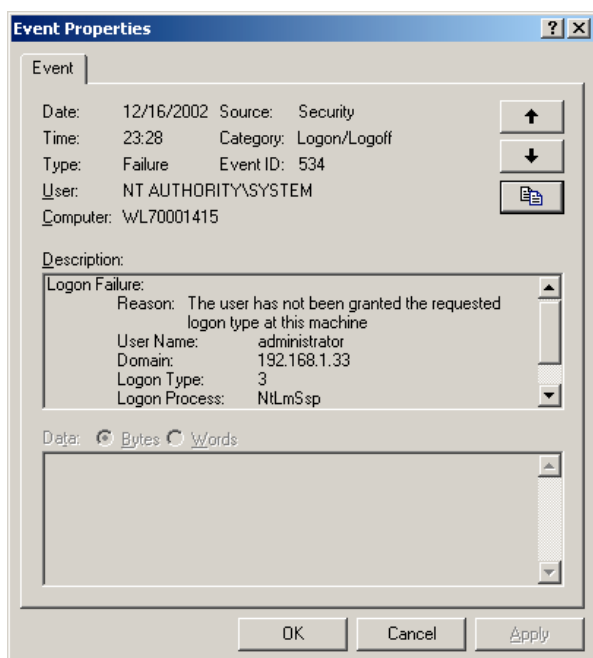 Event Properties
Event
Date: 12/16/2002 Source: Security
Time: 23:28 Category: Logon/Logoff
Type: Failure Event ID: 534
User: NT AUTHORITY\SYSTEM
Computer: WL70001415
Description:
Logon Failure:
Reason: The user has not been granted the requested
logon type at this machine
User Name: administrator
Domain: 192.168.1.33
Logon Type: 3
Logon Process: NtLmSsp
Data: Bytes Words
OK Cancel Apply